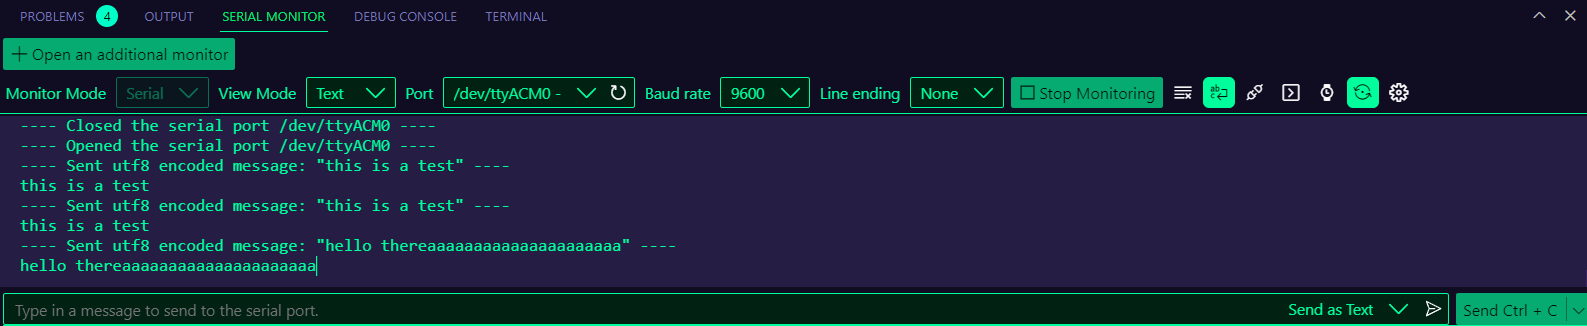 PROBLEMS 4 OUTPUT SERIAL MONITOR DEBUG CONSOLE TERMINAL
+ Open an additional monitor
Monitor Mode Serial View Mode Text Port /dev/ttyACM0 - Baud rate 9600 Line ending None Stop Monitoring
---- Closed the serial port /dev/ttyACM0 ----
---- Opened the serial port /dev/ttyACM0 ----
---- Sent utf8 encoded message: "this is a test" ----
this is a test
---- Sent utf8 encoded message: "this is a test" ----
this is a test
---- Sent utf8 encoded message: "hello thereaaaaaaaaaaaaaaaaaaaaa" ----
hello thereaaaaaaaaaaaaaaaaaaaaa
Type in a message to send to the serial port. Send as Text Send Ctrl + C